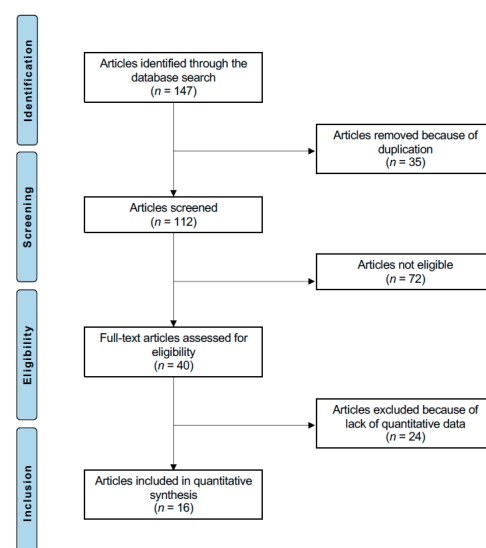 Identification
Articles identified through the
database search
(n = 147)
Articles removed because of
duplication
(n = 35)
Screening
Articles screened
(n = 112)
Articles not eligible
(n = 72)
Eligibility
Full-text articles assessed for
eligibility
(n = 40)
Articles excluded because of
lack of quantitative data
(n = 24)
Inclusion
Articles included in quantitative
synthesis
(n = 16)